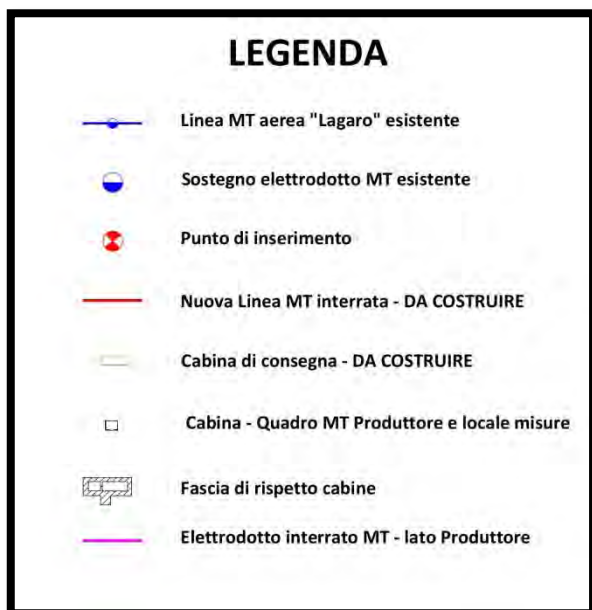 LEGENDA
Linea MT aerea "Lagaro" esistente
Sostegno elettrodotto MT esistente
Punto di inserimento
Nuova Linea MT interrata - DA COSTRUIRE
Cabina di consegna - DA COSTRUIRE
Cabina - Quadro MT Produttore e locale misure
Fascia di rispetto cabine
Elettrodotto interrato MT - lato Produttore